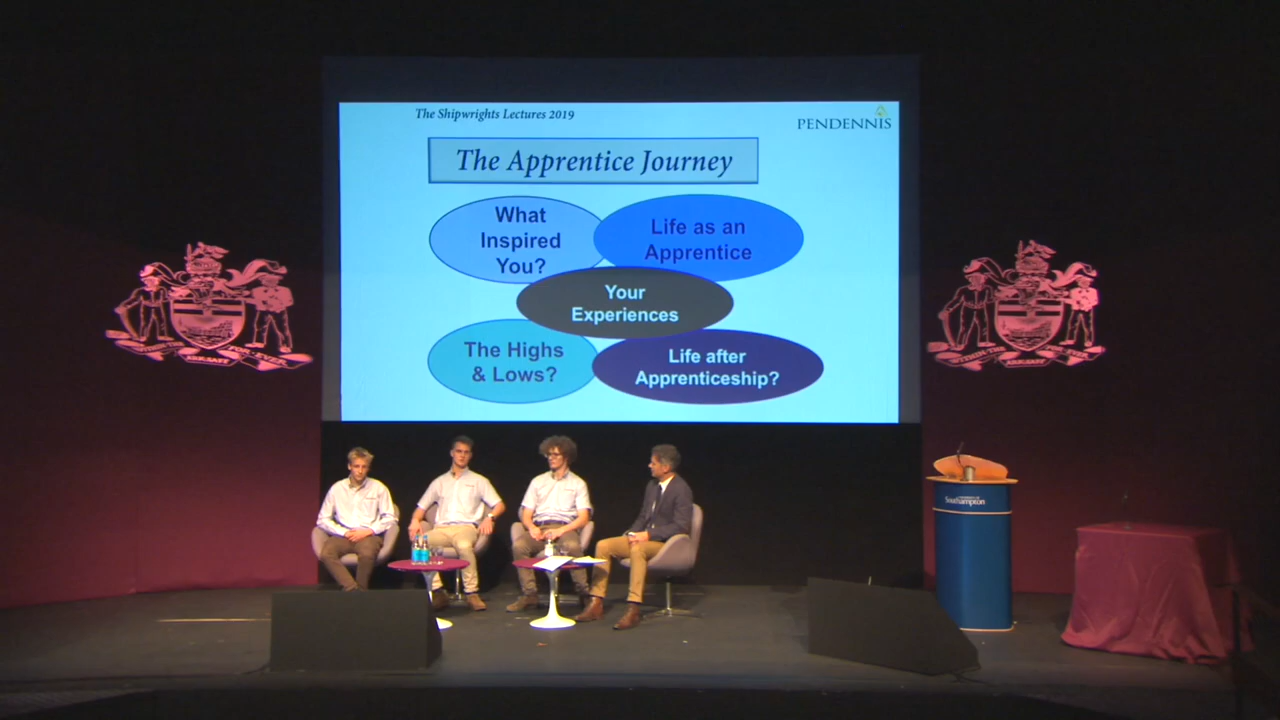 The Shipwrights Lectures 2019
PENDENNIS
The Apprentice Journey
What
Inspired
You?
Life as an
Apprentice
Your
Experiences
The Highs
& Lows?
Life after
Apprenticeship?
Southampton